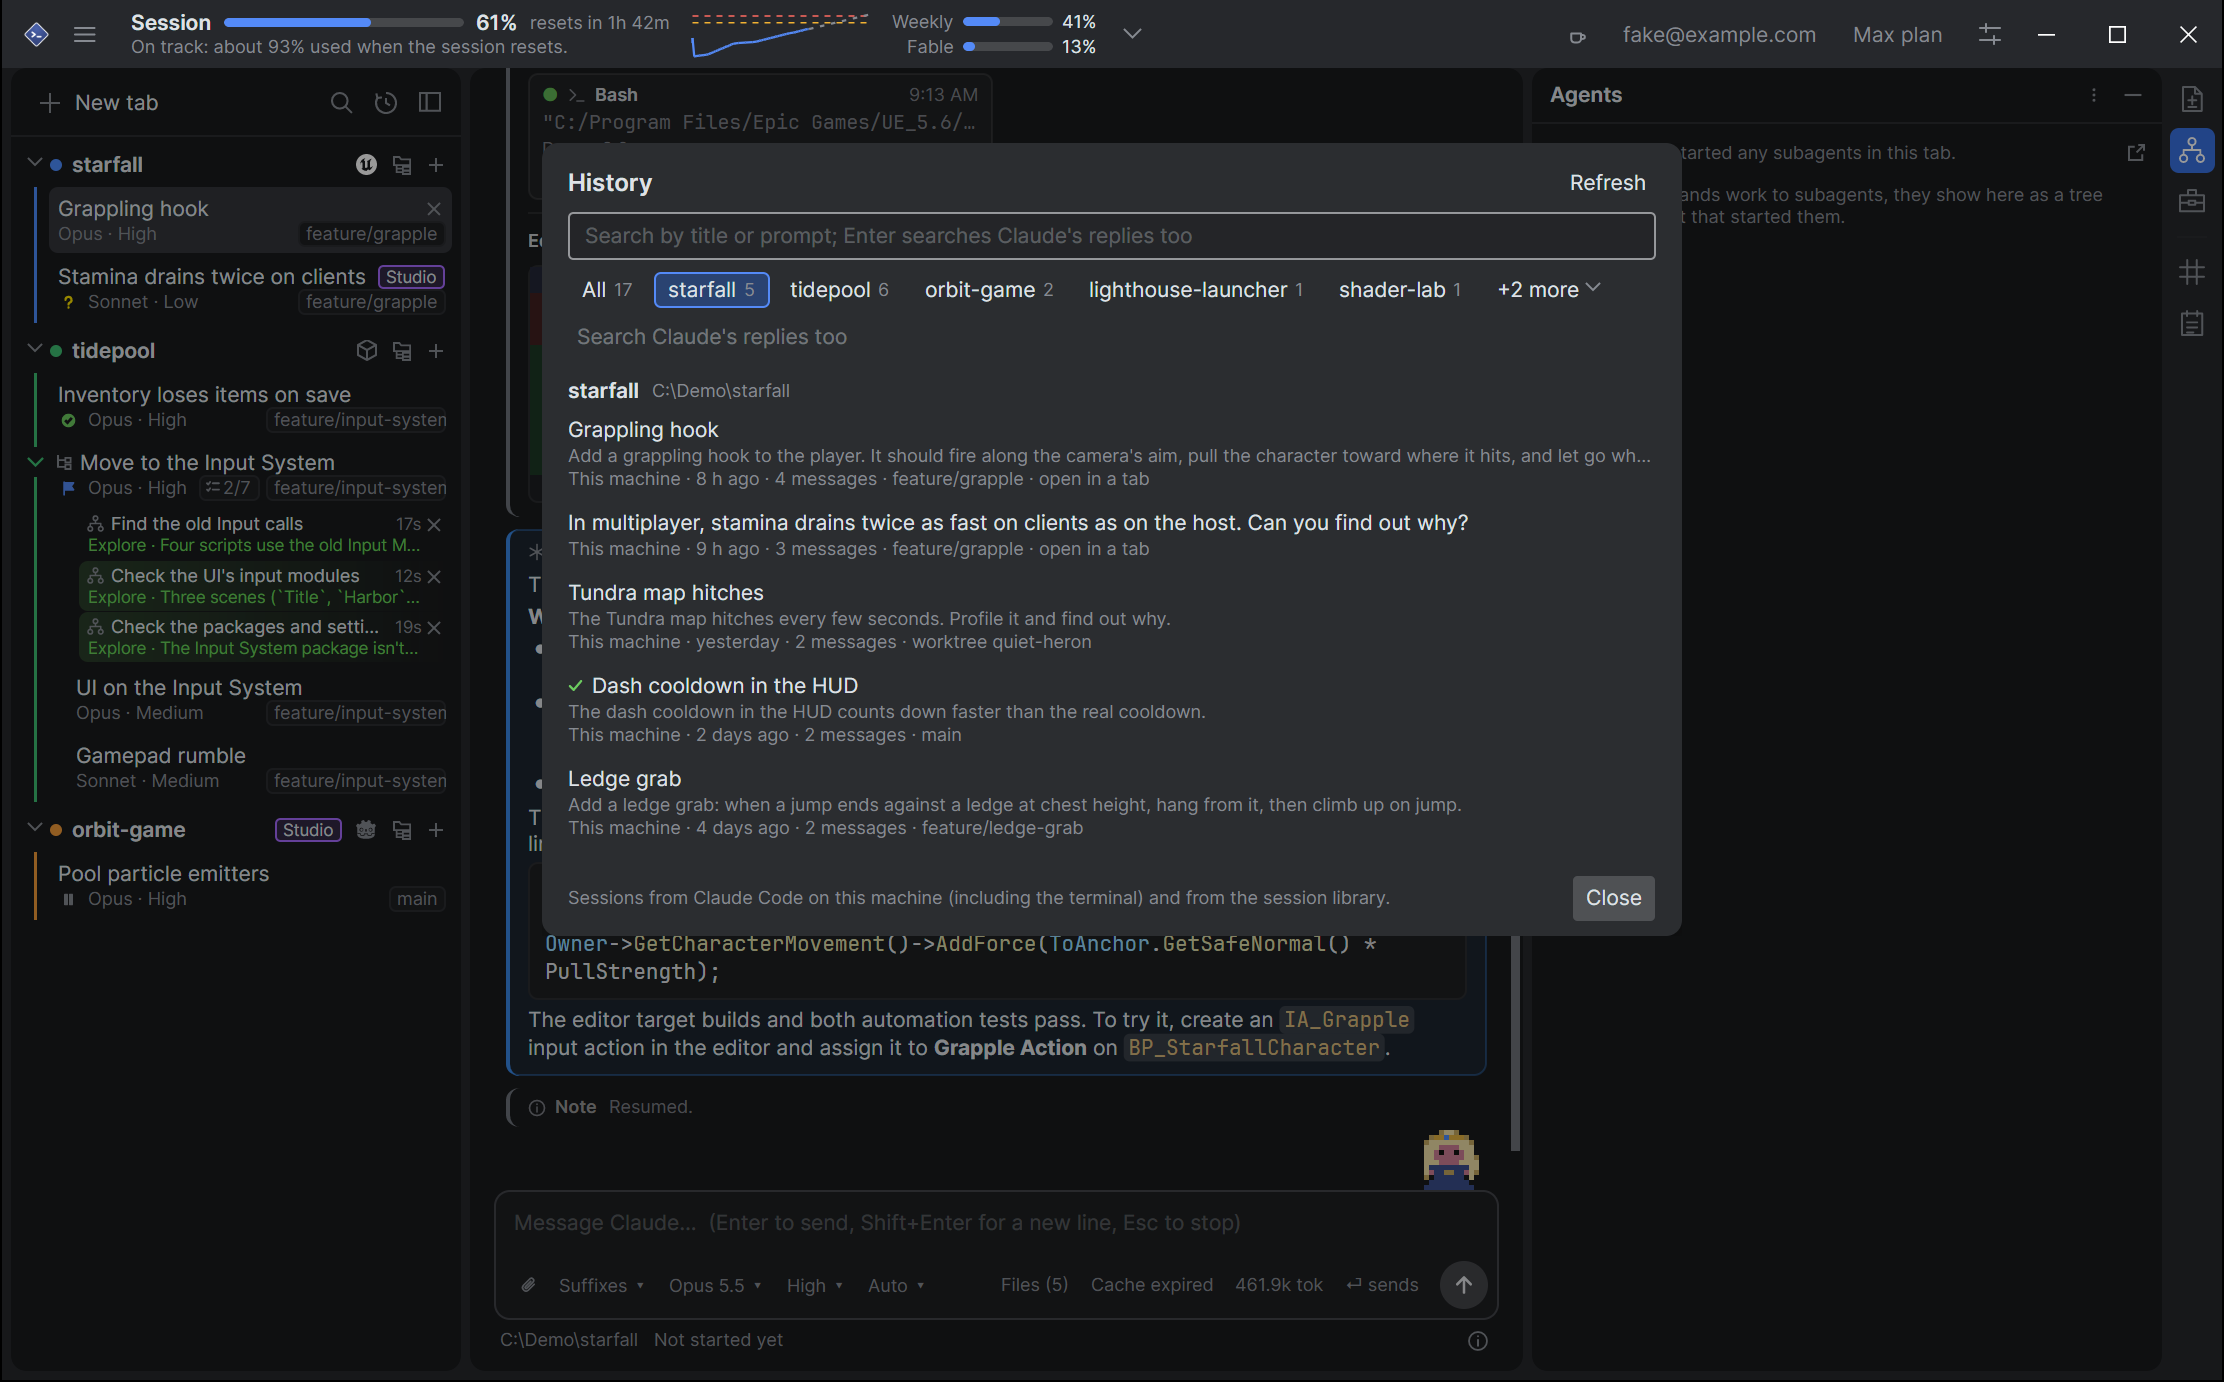 Session 61% resets in 1h 42m
On track: about 93% used when the session resets.
Weekly 41%
Fable 13%
fake@example.com Max plan
New tab
starfall
Grappling hook
Opus · High feature/grapple
Stamina drains twice on clients Studio
? Sonnet · Low feature/grapple
tidepool
Inventory loses items on save
Opus · High feature/input-system
Move to the Input System
Opus · High 2/7 feature/input-system
Find the old Input calls 17s
Explore · Four scripts use the old Input M...
Check the UI's input modules 12s
Explore · Three scenes (`Title`, `Harbor`...
Check the packages and setti... 19s
Explore · The Input System package isn't...
UI on the Input System
Opus · Medium feature/input-system
Gamepad rumble
Sonnet · Medium feature/input-system
orbit-game Studio
Pool particle emitters
Opus · High main
Bash 9:13 AM
"C:/Program Files/Epic Games/UE_5.6/...
History Refresh
Search by title or prompt; Enter searches Claude's replies too
All 17 starfall 5 tidepool 6 orbit-game 2 lighthouse-launcher 1 shader-lab 1 +2 more
Search Claude's replies too
starfall C:\Demo\starfall
Grappling hook
Add a grappling hook to the player. It should fire along the camera's aim, pull the character toward where it hits, and let go wh...
This machine · 8 h ago · 4 messages · feature/grapple · open in a tab
In multiplayer, stamina drains twice as fast on clients as on the host. Can you find out why?
This machine · 9 h ago · 3 messages · feature/grapple · open in a tab
Tundra map hitches
The Tundra map hitches every few seconds. Profile it and find out why.
This machine · yesterday · 2 messages · worktree quiet-heron
Dash cooldown in the HUD
The dash cooldown in the HUD counts down faster than the real cooldown.
This machine · 2 days ago · 2 messages · main
Ledge grab
Add a ledge grab: when a jump ends against a ledge at chest height, hang from it, then climb up on jump.
This machine · 4 days ago · 2 messages · feature/ledge-grab
Sessions from Claude Code on this machine (including the terminal) and from the session library.
Close
Owner->GetCharacterMovement()->AddForce(ToAnchor.GetSafeNormal() *
PullStrength);
The editor target builds and both automation tests pass. To try it, create an IA_Grapple
input action in the editor and assign it to Grapple Action on BP_StarfallCharacter.
Note Resumed.
Message Claude... (Enter to send, Shift+Enter for a new line, Esc to stop)
Suffixes Opus 5.5 High Auto Files (5) Cache expired 461.9k tok sends
C:\Demo\starfall Not started yet
Agents
tarted any subagents in this tab.
ands work to subagents, they show here as a tree
t that started them.